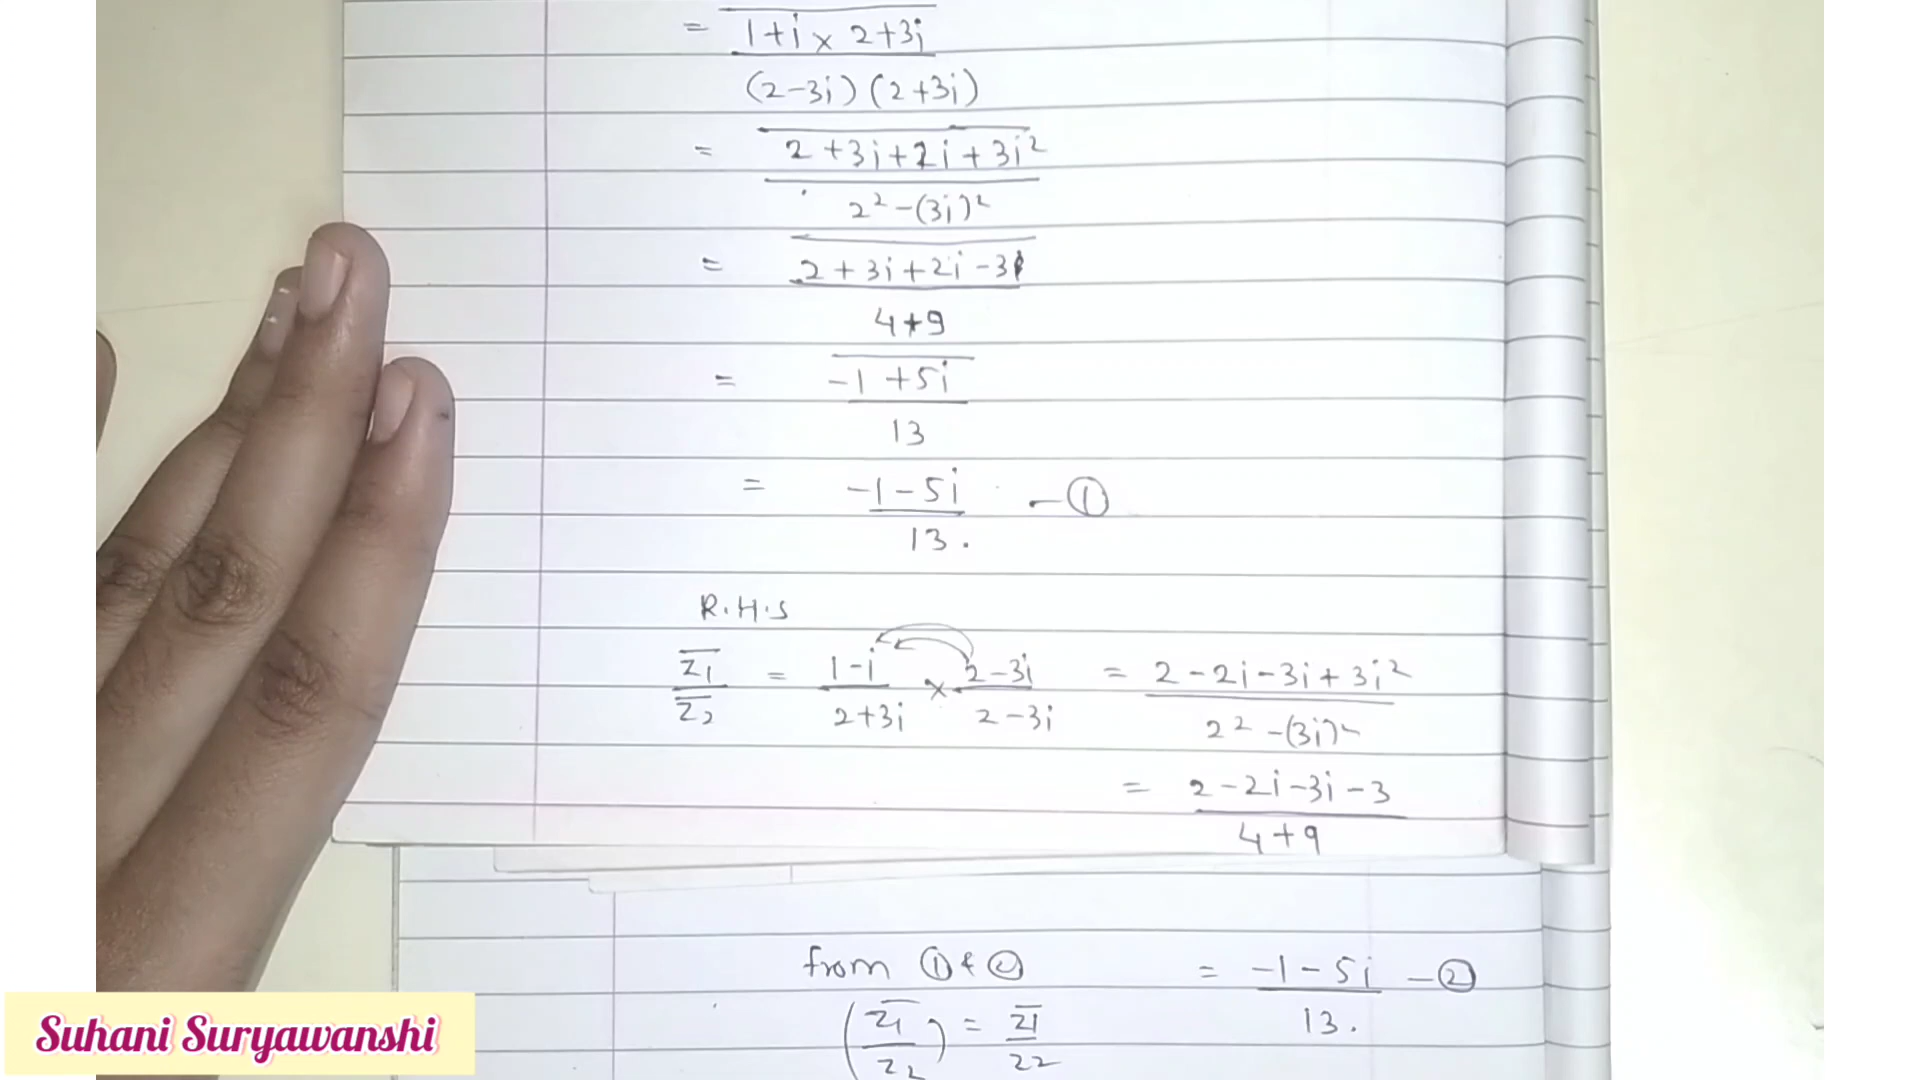 = 1+i × 2+3i
(2-3i) (2+3i)
= 2+3i+2i+3i²
2²-(3i)²
= 2+3i+2i-3
4+9
= -1+5i
13
= -1-5i -①
13.
R.H.S
z̅₁ = 1-i × 2-3i = 2-2i-3i+3i²
z̅₂ 2+3i 2-3i 2²-(3i)²
= 2-2i-3i-3
4+9
from ① & ② = -1-5i -②
(z̅₁ ) = z̅1 13.
z₂ z2
Suhani Suryawanshi